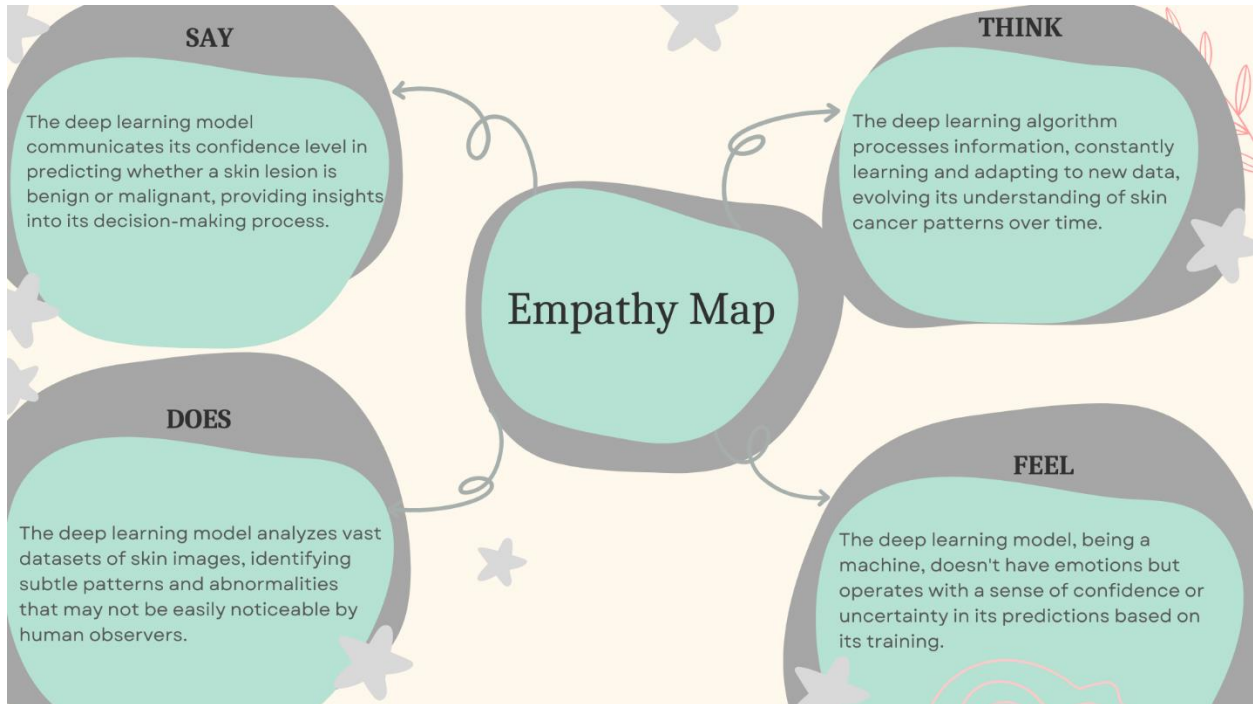 SAY
The deep learning model
communicates its confidence level in
predicting whether a skin lesion is
benign or malignant, providing insights
into its decision-making process.
THINK
The deep learning algorithm
processes information, constantly
learning and adapting to new data,
evolving its understanding of skin
cancer patterns over time.
Empathy Map
DOES
The deep learning model analyzes vast
datasets of skin images, identifying
subtle patterns and abnormalities
that may not be easily noticeable by
human observers.
FEEL
The deep learning model, being a
machine, doesn't have emotions but
operates with a sense of confidence or
uncertainty in its predictions based on
its training.